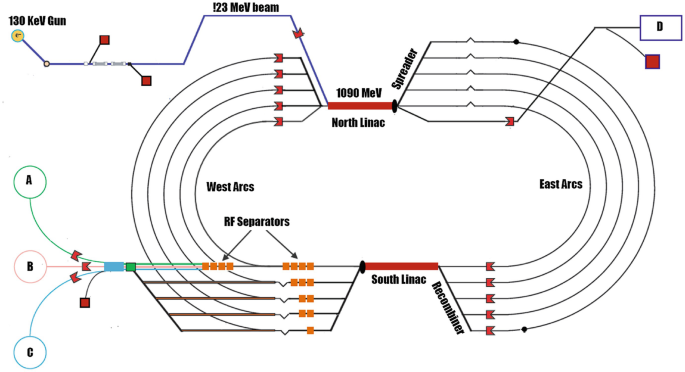 130 KeV Gun
!23 MeV beam
D
Spreader
1090 MeV
North Linac
A
West Arcs
East Arcs
RF Separators
B
South Linac
Recombiner
C